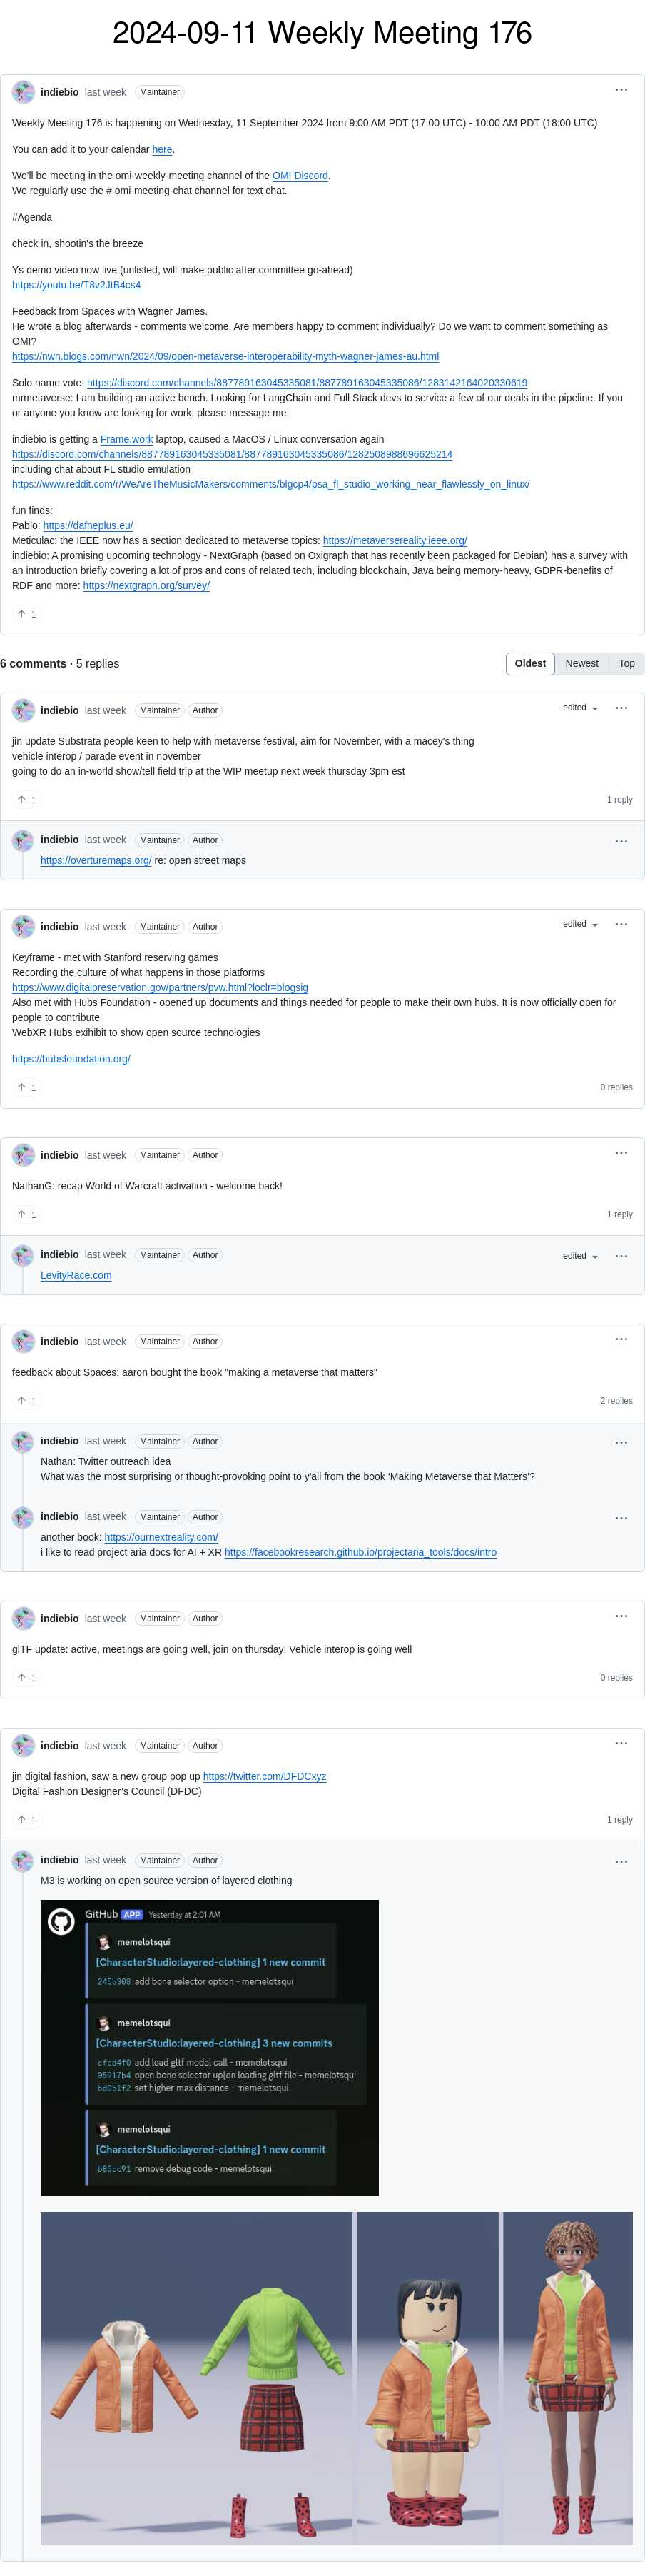 2024-09-11 Weekly Meeting 176
indiebio last week Maintainer
Weekly Meeting 176 is happening on Wednesday, 11 September 2024 from 9:00 AM PDT (17:00 UTC) - 10:00 AM PDT (18:00 UTC)
You can add it to your calendar here.
We'll be meeting in the omi-weekly-meeting channel of the OMI Discord.
We regularly use the # omi-meeting-chat channel for text chat.
#Agenda
check in, shootin's the breeze
Ys demo video now live (unlisted, will make public after committee go-ahead)
https://youtu.be/T8v2JtB4cs4
Feedback from Spaces with Wagner James.
He wrote a blog afterwards - comments welcome. Are members happy to comment individually? Do we want to comment something as
OMI?
https://nwn.blogs.com/nwn/2024/09/open-metaverse-interoperability-myth-wagner-james-au.html
Solo name vote: https://discord.com/channels/887789163045335081/887789163045335086/1283142164020330619
mrmetaverse: I am building an active bench. Looking for LangChain and Full Stack devs to service a few of our deals in the pipeline. If you
or anyone you know are looking for work, please message me.
indiebio is getting a Frame.work laptop, caused a MacOS / Linux conversation again
https://discord.com/channels/887789163045335081/887789163045335086/1282508988696625214
including chat about FL studio emulation
https://www.reddit.com/r/WeAreTheMusicMakers/comments/blgcp4/psa_fl_studio_working_near_flawlessly_on_linux/
fun finds:
Pablo: https://dafneplus.eu/
Meticulac: the IEEE now has a section dedicated to metaverse topics: https://metaversereality.ieee.org/
indiebio: A promising upcoming technology - NextGraph (based on Oxigraph that has recently been packaged for Debian) has a survey with
an introduction briefly covering a lot of pros and cons of related tech, including blockchain, Java being memory-heavy, GDPR-benefits of
RDF and more: https://nextgraph.org/survey/
1
6 comments · 5 replies
Oldest Newest Top
indiebio last week Maintainer Author edited
jin update Substrata people keen to help with metaverse festival, aim for November, with a macey's thing
vehicle interop / parade event in november
going to do an in-world show/tell field trip at the WIP meetup next week thursday 3pm est
1 1 reply
indiebio last week Maintainer Author
https://overturemaps.org/ re: open street maps
indiebio last week Maintainer Author edited
Keyframe - met with Stanford reserving games
Recording the culture of what happens in those platforms
https://www.digitalpreservation.gov/partners/pvw.html?loclr=blogsig
Also met with Hubs Foundation - opened up documents and things needed for people to make their own hubs. It is now officially open for
people to contribute
WebXR Hubs exihibit to show open source technologies
https://hubsfoundation.org/
1 0 replies
indiebio last week Maintainer Author
NathanG: recap World of Warcraft activation - welcome back!
1 1 reply
indiebio last week Maintainer Author edited
LevityRace.com
indiebio last week Maintainer Author
feedback about Spaces: aaron bought the book "making a metaverse that matters"
1 2 replies
indiebio last week Maintainer Author
Nathan: Twitter outreach idea
What was the most surprising or thought-provoking point to y'all from the book ‘Making Metaverse that Matters’?
indiebio last week Maintainer Author
another book: https://ournextreality.com/
i like to read project aria docs for AI + XR https://facebookresearch.github.io/projectaria_tools/docs/intro
indiebio last week Maintainer Author
glTF update: active, meetings are going well, join on thursday! Vehicle interop is going well
1 0 replies
indiebio last week Maintainer Author
jin digital fashion, saw a new group pop up https://twitter.com/DFDCxyz
Digital Fashion Designer’s Council (DFDC)
1 1 reply
indiebio last week Maintainer Author
M3 is working on open source version of layered clothing
GitHub APP Yesterday at 2:01 AM
memelotsqui
[CharacterStudio:layered-clothing] 1 new commit
245b308 add bone selector option - memelotsqui
memelotsqui
[CharacterStudio:layered-clothing] 3 new commits
cfcd4f0 add load gltf model call - memelotsqui
05917b4 open bone selector up[on loading gltf file - memelotsqui
bd0b1f2 set higher max distance - memelotsqui
memelotsqui
[CharacterStudio:layered-clothing] 1 new commit
b85cc91 remove debug code - memelotsqui